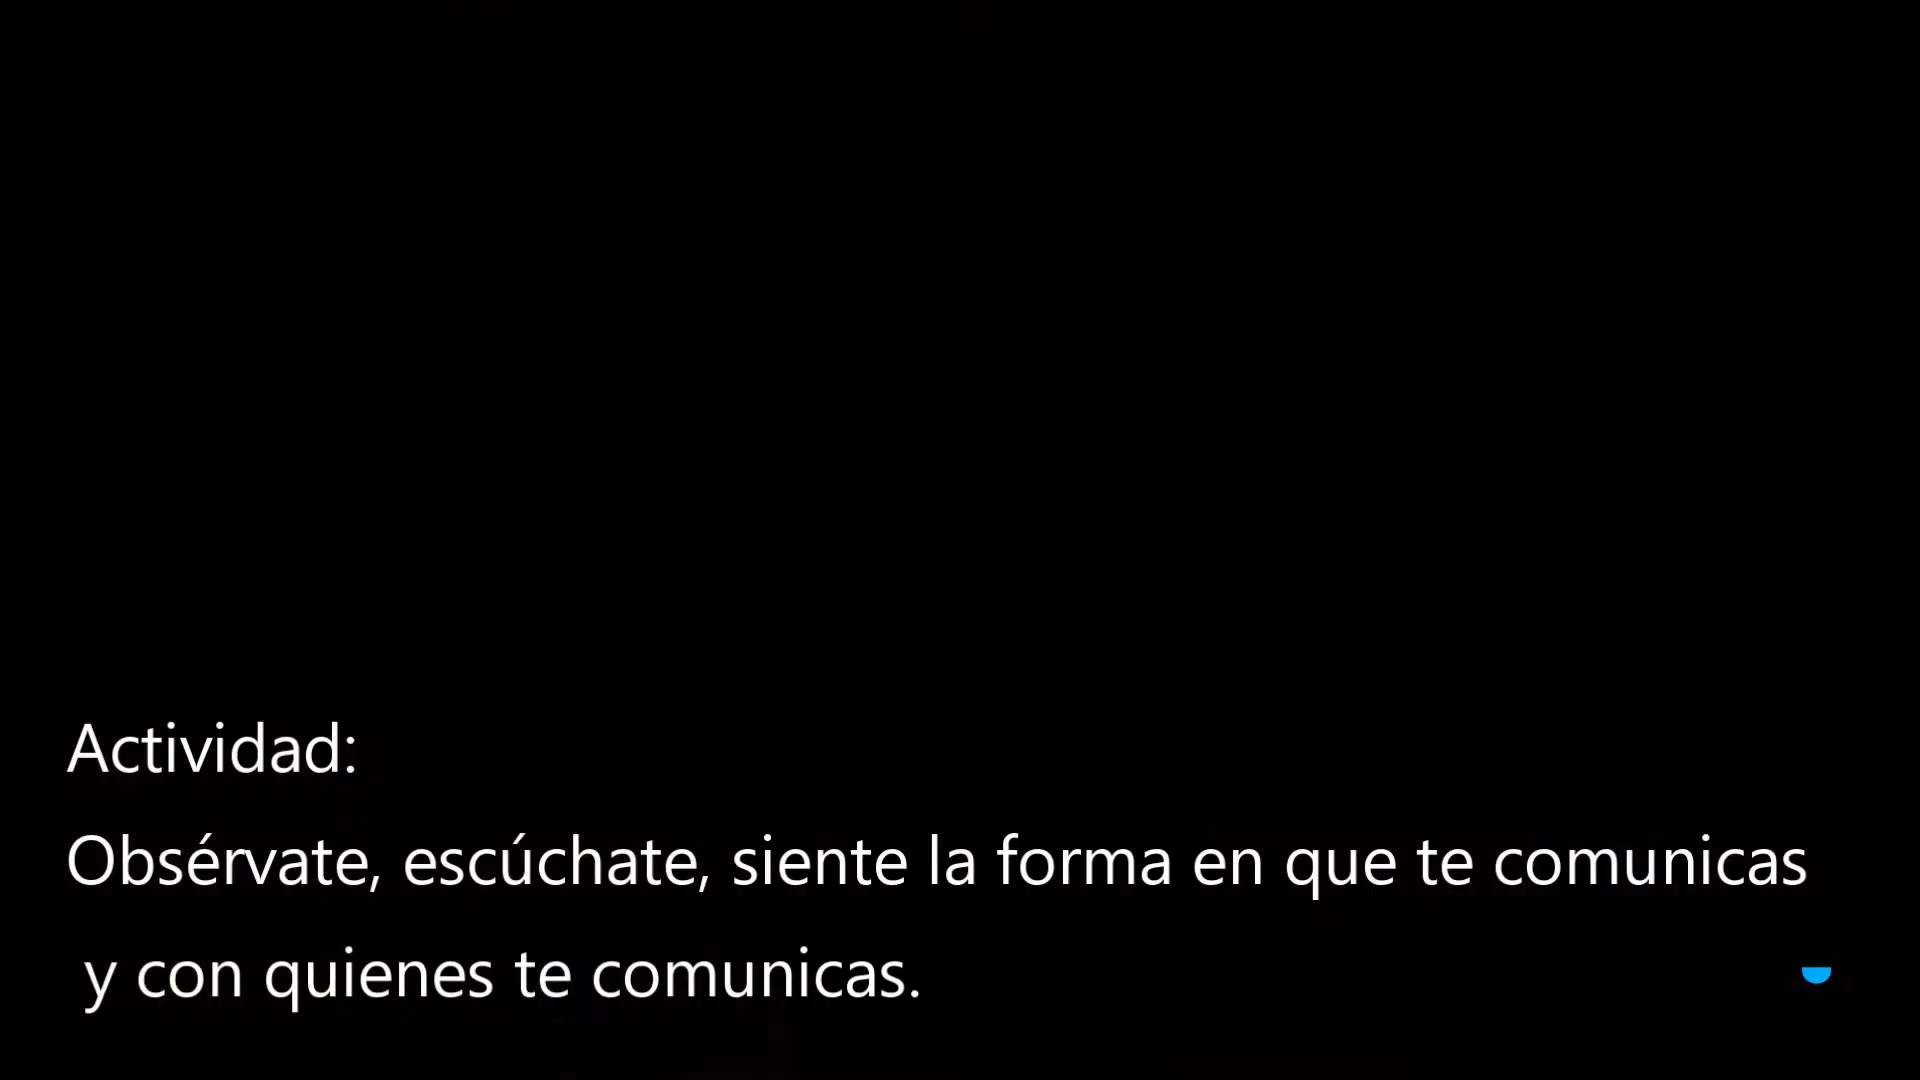 Actividad:
Obsérvate, escúchate, siente la forma en que te comunicas
y con quienes te comunicas.